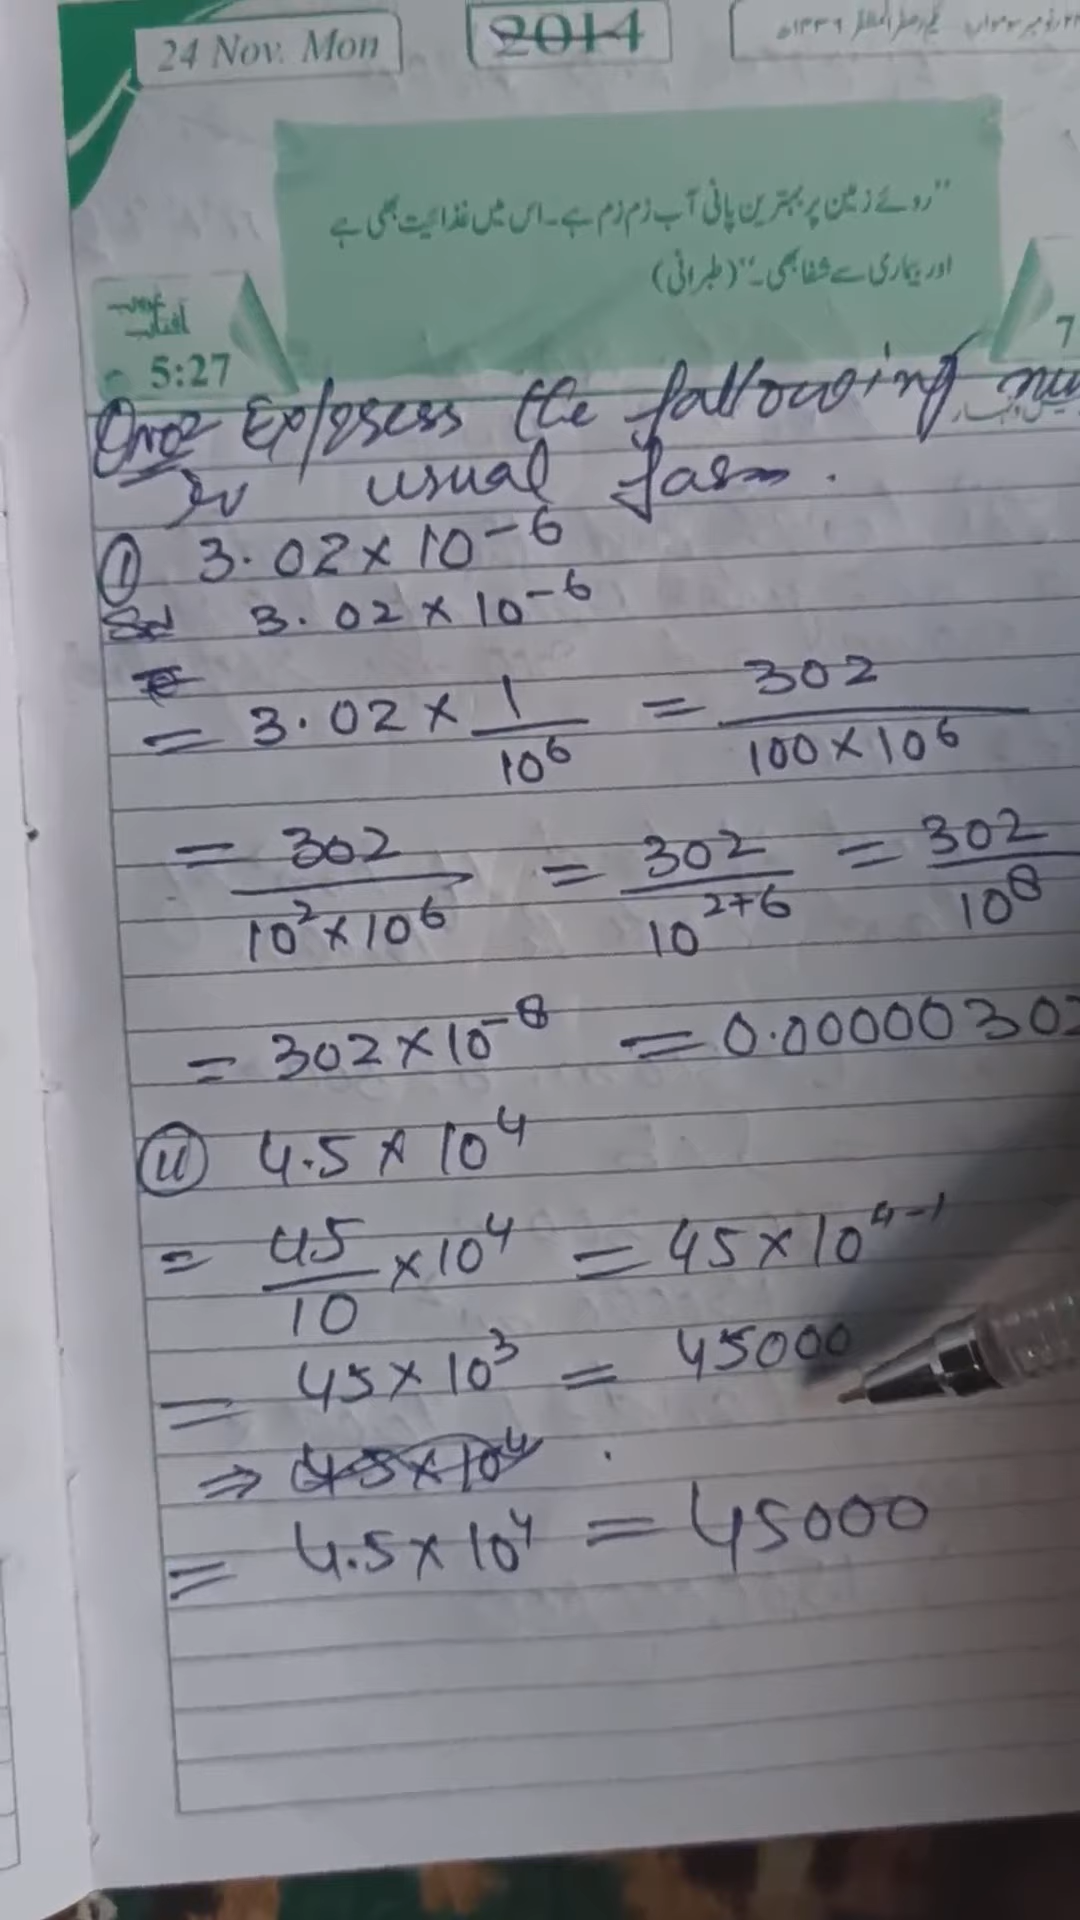 24 Nov. Mon 2014
"روئے زمین پر بہترین پانی آب زم زم ہے۔ اس میں غذائیت بھی ہے
اور بیماری سے شفا بھی۔" (طبرانی)
5:27 7
Qno2 Express the following num
in usual form.
① 3.02 × 10⁻⁶
Sol 3.02 × 10⁻⁶
= 3.02 × 1/10⁶ = 302/100 × 10⁶
= 302/10² × 10⁶ = 302/10²⁺⁶ = 302/10⁸
= 302 × 10⁻⁸ = 0.00000302
ⓘⓘ 4.5 × 10⁴
= 45/10 × 10⁴ = 45 × 10⁴⁻¹
= 45 × 10³ = 45000
⇒ 45 × 10⁴
= 4.5 × 10⁴ = 45000